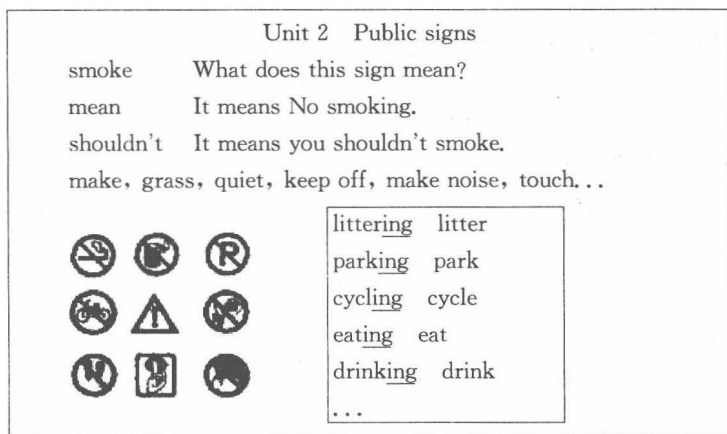 Unit 2 Public signs
smoke What does this sign mean?
mean It means No smoking.
shouldn't It means you shouldn't smoke.
make, grass, quiet, keep off, make noise, touch...
littering litter
parking park
cycling cycle
eating eat
drinking drink
...
P